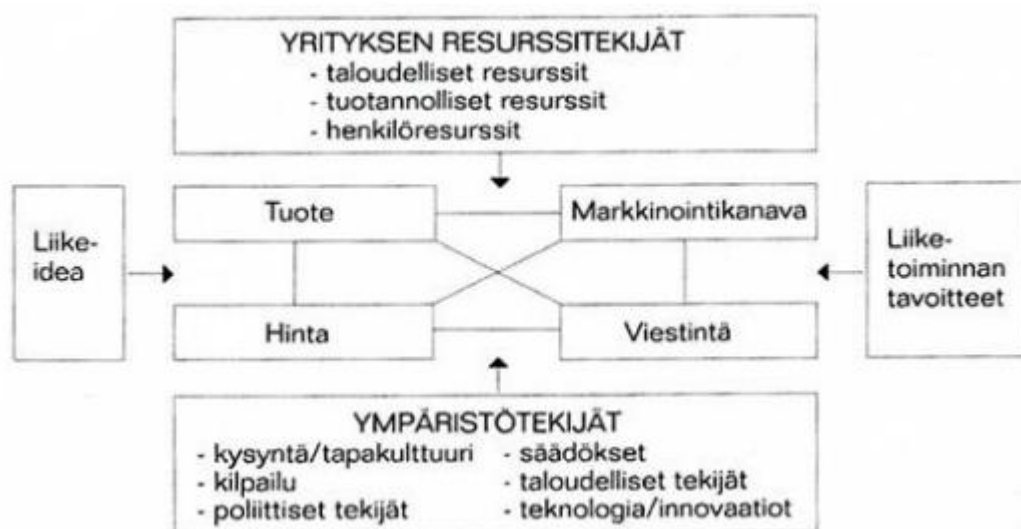 YRITYKSEN RESURSSITEKIJÄT
- taloudelliset resurssit
- tuotannolliset resurssit
- henkilöresurssit
Tuote
Markkinointikanava
Liike-
idea
Liike-
toiminnan
tavoitteet
Hinta
Viestintä
YMPÄRISTÖTEKIJÄT
- kysyntä/tapakulttuuri
- kilpailu
- poliittiset tekijät
- säädökset
- taloudelliset tekijät
- teknologia/innovaatiot